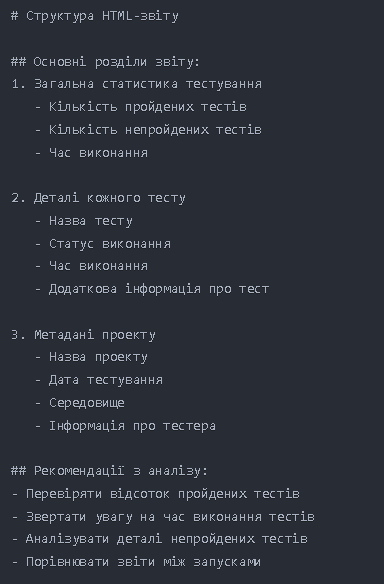 # Структура HTML-звіту
## Основні розділи звіту:
1. Загальна статистика тестування
- Кількість пройдених тестів
- Кількість непройдених тестів
- Час виконання
2. Деталі кожного тесту
- Назва тесту
- Статус виконання
- Час виконання
- Додаткова інформація про тест
3. Метадані проекту
- Назва проекту
- Дата тестування
- Середовище
- Інформація про тестера
## Рекомендації з аналізу:
- Перевіряти відсоток пройдених тестів
- Звертати увагу на час виконання тестів
- Аналізувати деталі непройдених тестів
- Порівнювати звіти між запусками